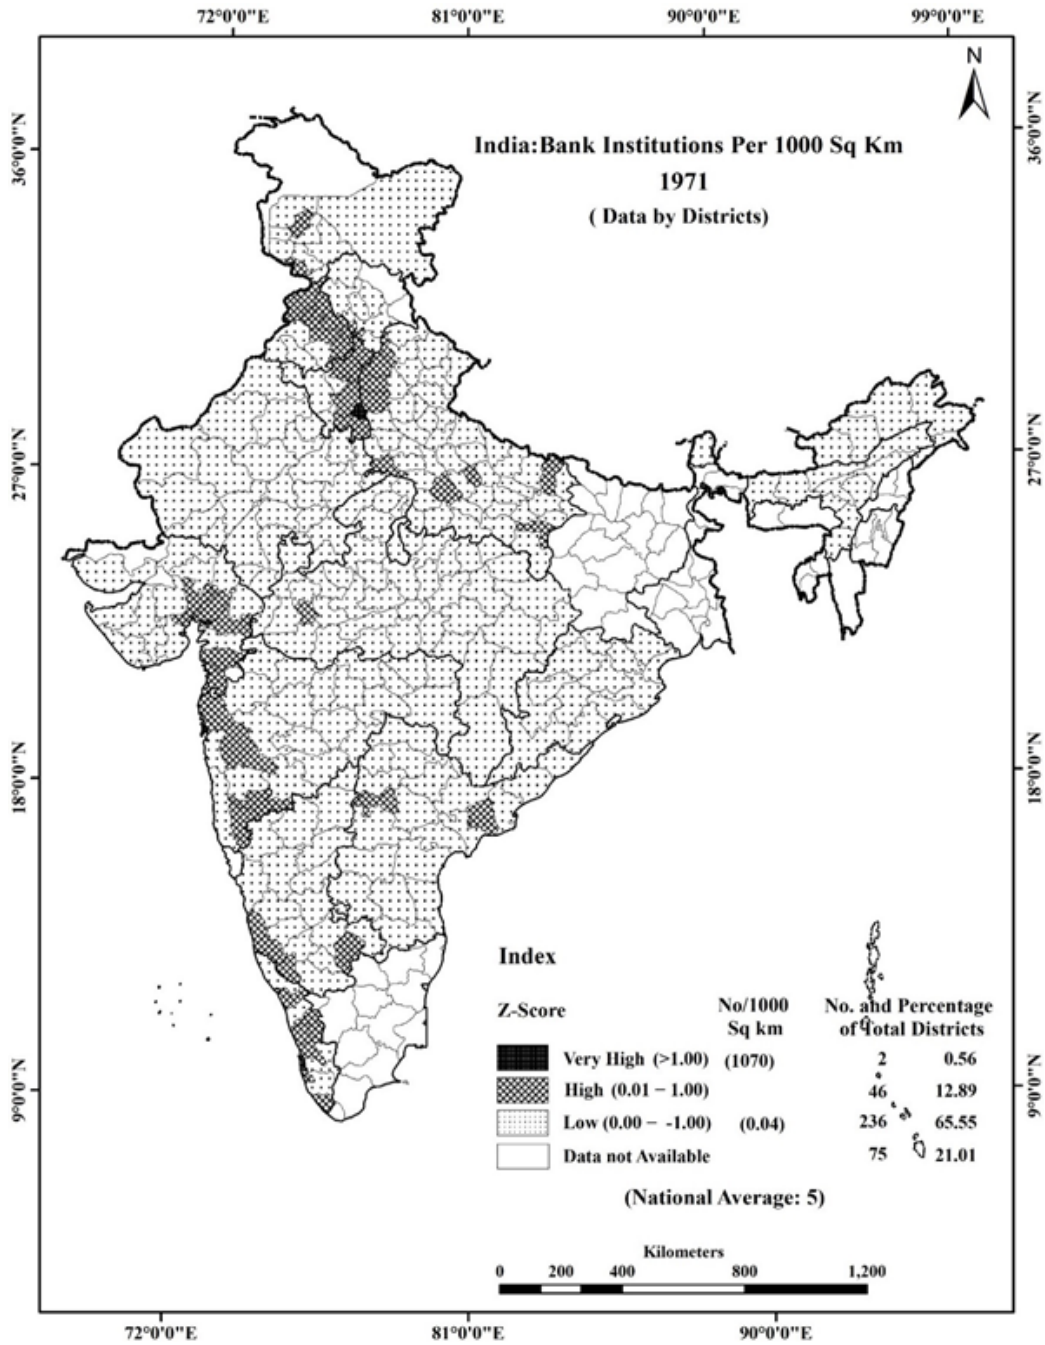 72°0'0"E 81°0'0"E 90°0'0"E 99°0'0"E
N
36°0'0"N 36°0'0"N
India:Bank Institutions Per 1000 Sq Km
1971
( Data by Districts)
27°0'0"N 27°0'0"N
18°0'0"N 18°0'0"N
Index
Z-Score No/1000 Sq km No. and Percentage of Total Districts
Very High (>1.00) (1070) 2 0.56
High (0.01 – 1.00) 46 12.89
Low (0.00 – -1.00) (0.04) 236 65.55
Data not Available 75 21.01
9°0'0"N 9°0'0"N
(National Average: 5)
Kilometers
0 200 400 800 1,200
72°0'0"E 81°0'0"E 90°0'0"E